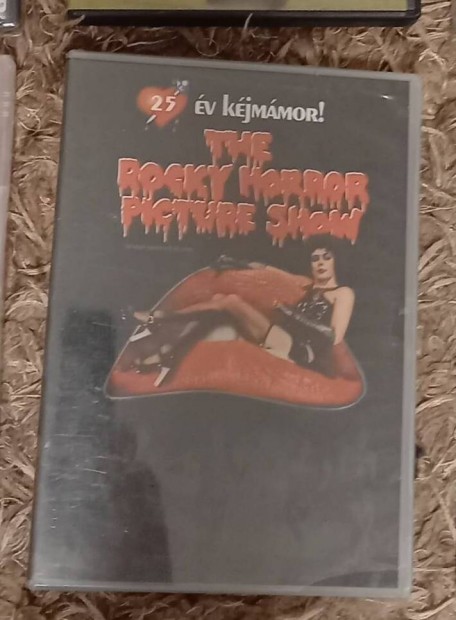 25 ÉV KÉJMÁMOR!
THE
ROCKY HORROR
PICTURE SHOW